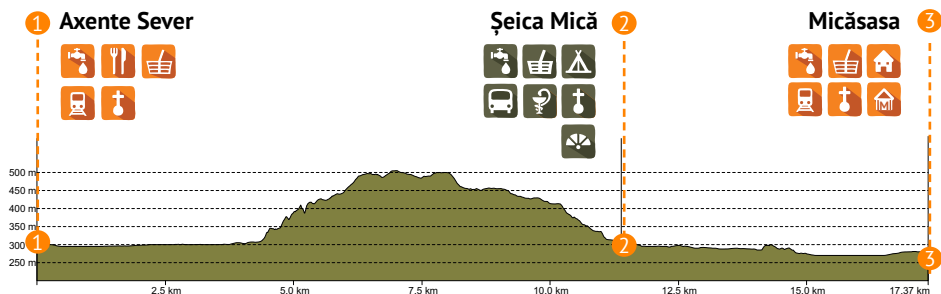 1 Axente Sever Șeica Mică 2 Micăsasa 3
500 m
450 m
400 m
350 m
300 m
250 m
1 2 3
2.5 km 5.0 km 7.5 km 10.0 km 12.5 km 15.0 km 17.37 km